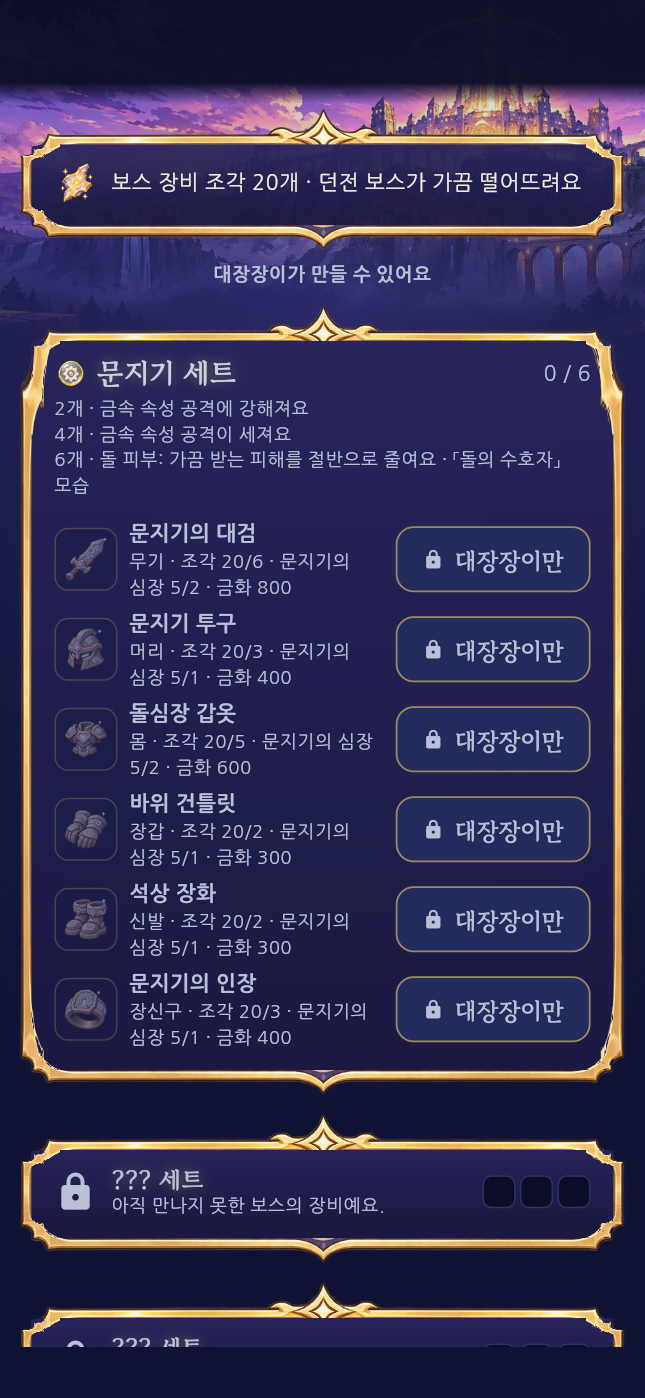 보스 장비 조각 20개 · 던전 보스가 가끔 떨어뜨려요
대장장이가 만들 수 있어요
문지기 세트
0 / 6
2개 · 금속 속성 공격에 강해져요
4개 · 금속 속성 공격이 세져요
6개 · 돌 피부: 가끔 받는 피해를 절반으로 줄여요 · 「돌의 수호자」
모습
문지기의 대검
무기 · 조각 20/6 · 문지기의
심장 5/2 · 금화 800
대장장이만
문지기 투구
머리 · 조각 20/3 · 문지기의
심장 5/1 · 금화 400
대장장이만
돌심장 갑옷
몸 · 조각 20/5 · 문지기의 심장
5/2 · 금화 600
대장장이만
바위 건틀릿
장갑 · 조각 20/2 · 문지기의
심장 5/1 · 금화 300
대장장이만
석상 장화
신발 · 조각 20/2 · 문지기의
심장 5/1 · 금화 300
대장장이만
문지기의 인장
장신구 · 조각 20/3 · 문지기의
심장 5/1 · 금화 400
대장장이만
??? 세트
아직 만나지 못한 보스의 장비예요.
??? 세트